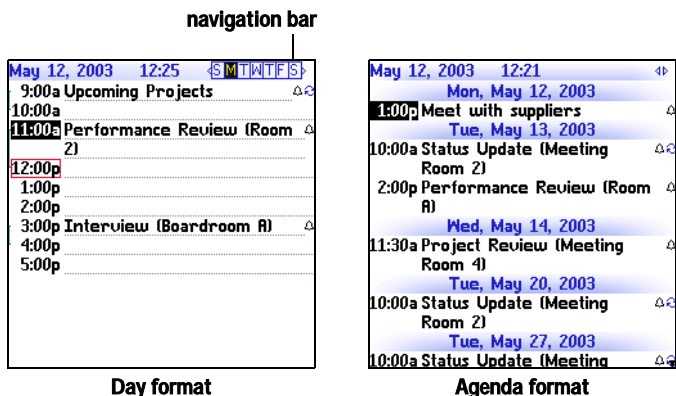 navigation bar
May 12, 2003 12:25 S M T W T F S
9:00a Upcoming Projects
10:00a
11:00a Performance Review (Room
2)
12:00p
1:00p
2:00p
3:00p Interview (Boardroom A)
4:00p
5:00p
Day format
May 12, 2003 12:21
Mon, May 12, 2003
1:00p Meet with suppliers
Tue, May 13, 2003
10:00a Status Update (Meeting
Room 2)
2:00p Performance Review (Room
A)
Wed, May 14, 2003
11:30a Project Review (Meeting
Room 4)
Tue, May 20, 2003
10:00a Status Update (Meeting
Room 2)
Tue, May 27, 2003
10:00a Status Update (Meeting
Agenda format